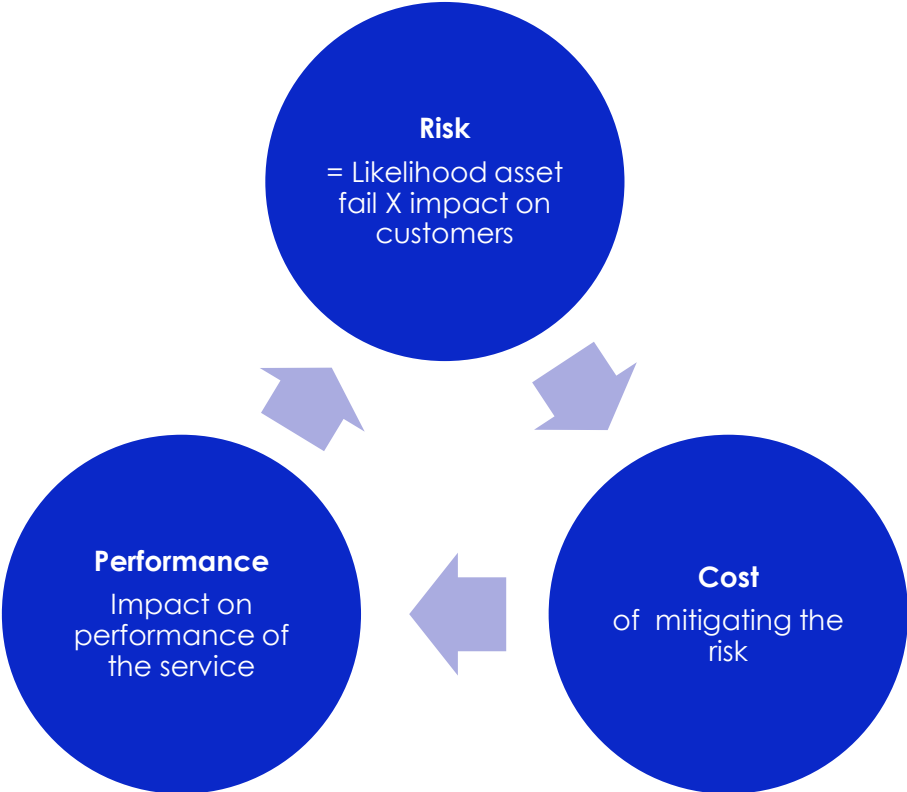 Risk
= Likelihood asset
fail X impact on
customers
Performance
Impact on
performance of
the service
Cost
of  mitigating the
risk